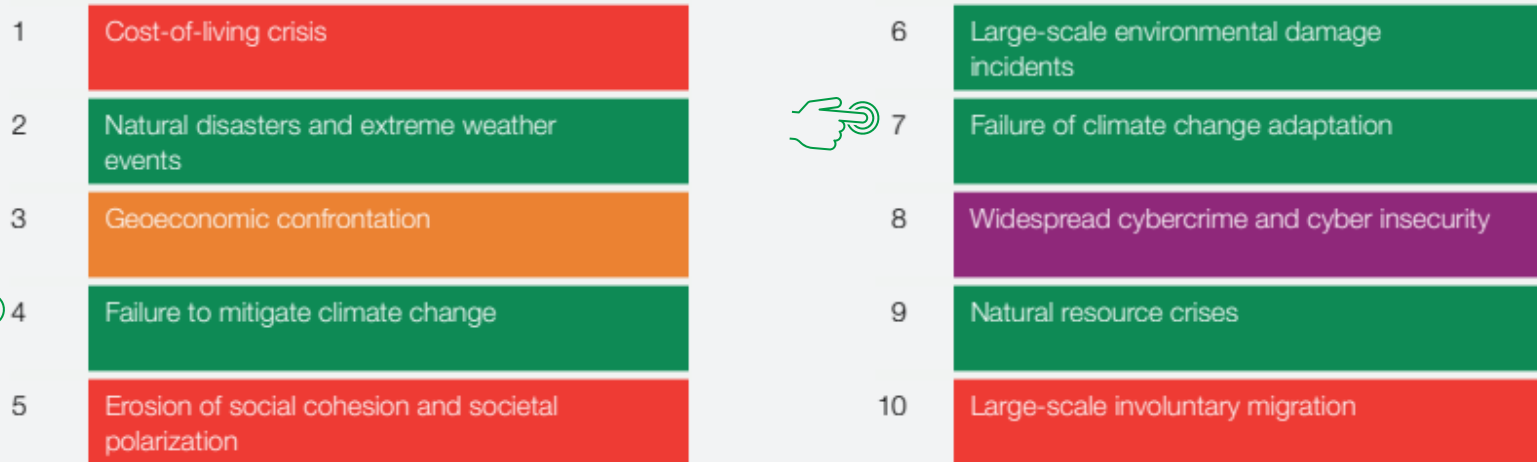 1 Cost-of-living crisis
2 Natural disasters and extreme weather
events
3 Geoeconomic confrontation
4 Failure to mitigate climate change
5 Erosion of social cohesion and societal
polarization
6 Large-scale environmental damage
incidents
7 Failure of climate change adaptation
8 Widespread cybercrime and cyber insecurity
9 Natural resource crises
10 Large-scale involuntary migration